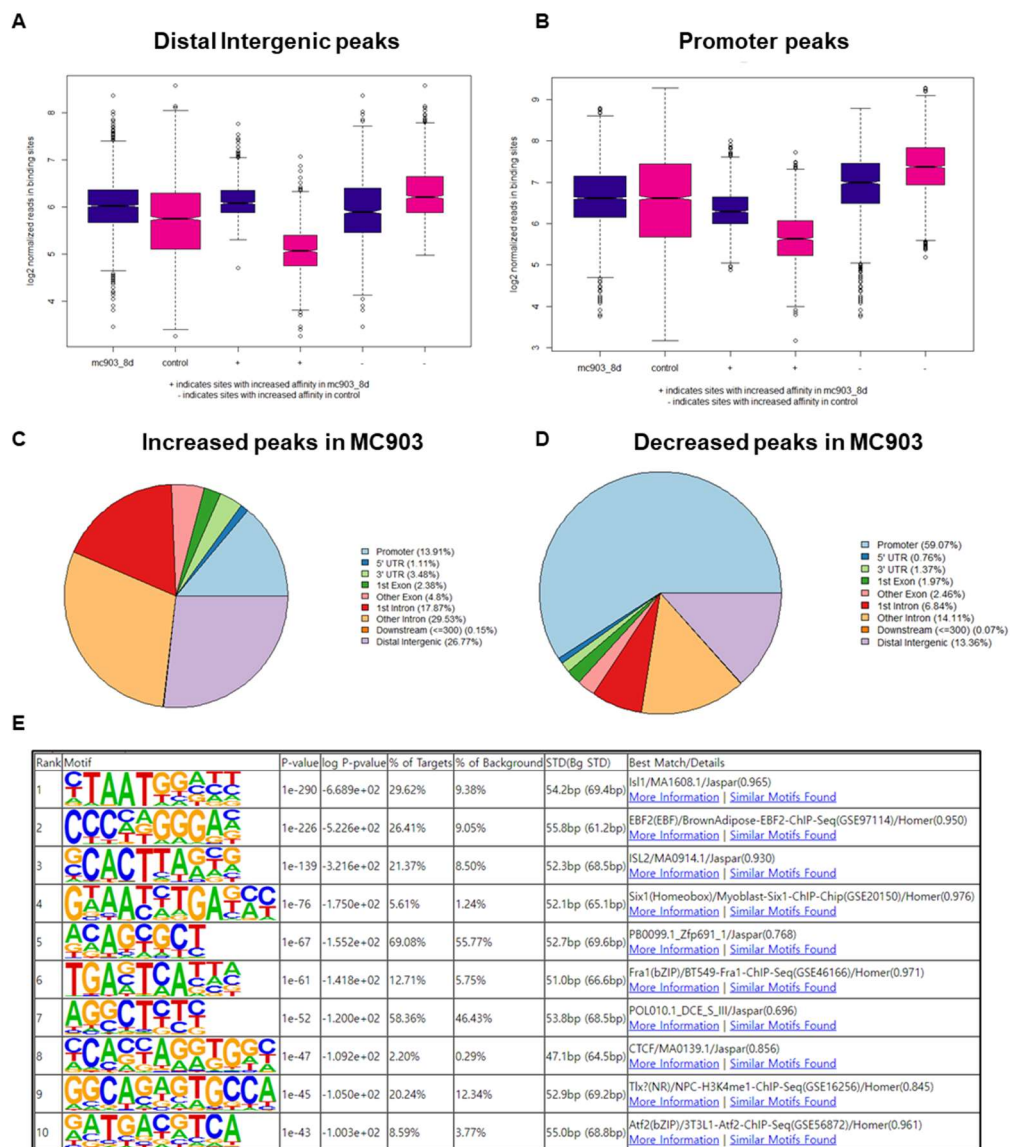 A
Distal Intergenic peaks
log2 normalized reads in binding sites
8
7
6
5
4
mc903_8d control + + - -
+ indicates sites with increased affinity in mc903_8d
- indicates sites with increased affinity in control
B
Promoter peaks
log2 normalized reads in binding sites
9
8
7
6
5
4
3
mc903_8d control + + - -
+ indicates sites with increased affinity in mc903_8d
- indicates sites with increased affinity in control
C
Increased peaks in MC903
Promoter (13.91%)
5' UTR (1.11%)
3' UTR (3.48%)
1st Exon (2.38%)
Other Exon (4.8%)
1st Intron (17.87%)
Other Intron (29.53%)
Downstream (<=300) (0.15%)
Distal Intergenic (26.77%)
D
Decreased peaks in MC903
Promoter (59.07%)
5' UTR (0.76%)
3' UTR (1.37%)
1st Exon (1.97%)
Other Exon (2.46%)
1st Intron (6.84%)
Other Intron (14.11%)
Downstream (<=300) (0.07%)
Distal Intergenic (13.36%)
E
Rank Motif P-value log P-pvalue % of Targets % of Background STD(Bg STD) Best Match/Details
1 1e-290 -6.689e+02 29.62% 9.38% 54.2bp (69.4bp) Isl1/MA1608.1/Jaspar(0.965)
More Information | Similar Motifs Found
2 1e-226 -5.226e+02 26.41% 9.05% 55.8bp (61.2bp) EBF2(EBF)/BrownAdipose-EBF2-ChIP-Seq(GSE97114)/Homer(0.950)
More Information | Similar Motifs Found
3 1e-139 -3.216e+02 21.37% 8.50% 52.3bp (68.5bp) ISL2/MA0914.1/Jaspar(0.930)
More Information | Similar Motifs Found
4 1e-76 -1.750e+02 5.61% 1.24% 52.1bp (65.1bp) Six1(Homeobox)/Myoblast-Six1-ChIP-Chip(GSE20150)/Homer(0.976)
More Information | Similar Motifs Found
5 1e-67 -1.552e+02 69.08% 55.77% 52.7bp (69.6bp) PB0099.1_Zfp691_1/Jaspar(0.768)
More Information | Similar Motifs Found
6 1e-61 -1.418e+02 12.71% 5.75% 51.0bp (66.6bp) Fra1(bZIP)/BT549-Fra1-ChIP-Seq(GSE46166)/Homer(0.971)
More Information | Similar Motifs Found
7 1e-52 -1.200e+02 58.36% 46.43% 53.8bp (68.5bp) POL010.1_DCE_S_III/Jaspar(0.696)
More Information | Similar Motifs Found
8 1e-47 -1.092e+02 2.20% 0.29% 47.1bp (64.5bp) CTCF/MA0139.1/Jaspar(0.856)
More Information | Similar Motifs Found
9 1e-45 -1.050e+02 20.24% 12.34% 52.9bp (69.2bp) Tlx?(NR)/NPC-H3K4me1-ChIP-Seq(GSE16256)/Homer(0.845)
More Information | Similar Motifs Found
10 1e-43 -1.003e+02 8.59% 3.77% 55.0bp (68.8bp) Atf2(bZIP)/3T3L1-Atf2-ChIP-Seq(GSE56872)/Homer(0.961)
More Information | Similar Motifs Found